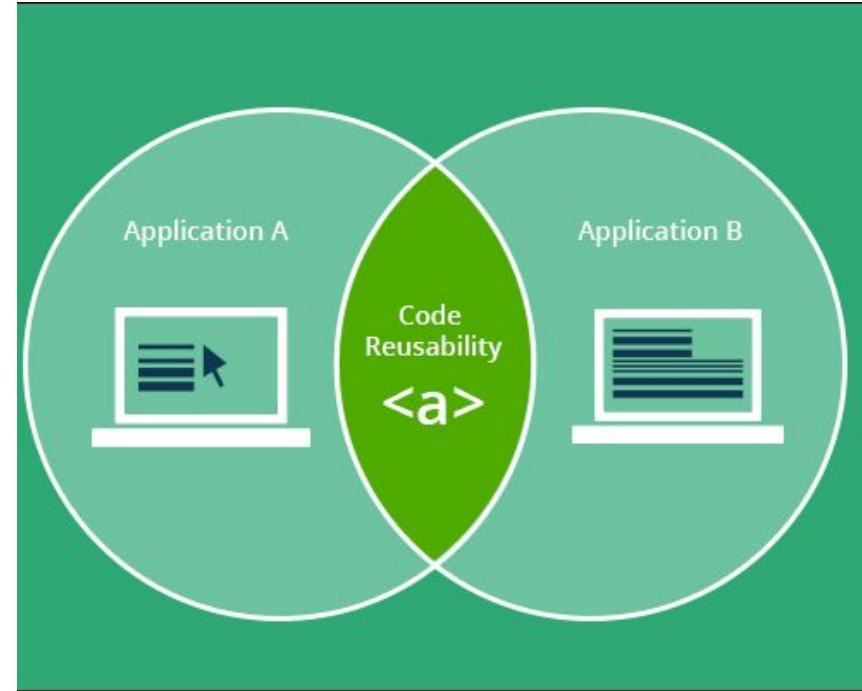 Application A
Application B
Code
Reusability
<a>